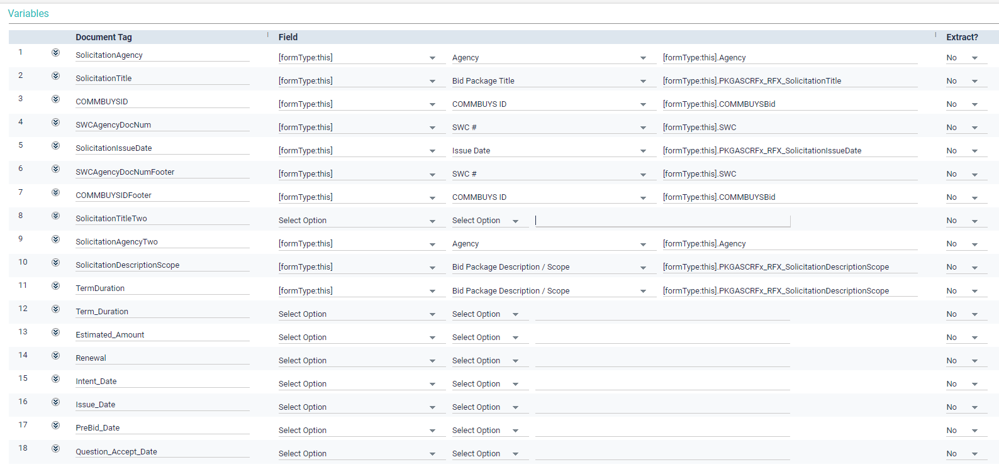 Variables
Document Tag Field Extract?
1 SolicitationAgency [formType:this] Agency [formType:this].Agency No
2 SolicitationTitle [formType:this] Bid Package Title [formType:this].PKGASCRFx_RFX_SolicitationTitle No
3 COMMBUYSID [formType:this] COMMBUYS ID [formType:this].COMMBUYSBid No
4 SWCAgencyDocNum [formType:this] SWC # [formType:this].SWC No
5 SolicitationIssueDate [formType:this] Issue Date [formType:this].PKGASCRFx_RFX_SolicitationIssueDate No
6 SWCAgencyDocNumFooter [formType:this] SWC # [formType:this].SWC No
7 COMMBUYSIDFooter [formType:this] COMMBUYS ID [formType:this].COMMBUYSBid No
8 SolicitationTitleTwo Select Option Select Option No
9 SolicitationAgencyTwo [formType:this] Agency [formType:this].Agency No
10 SolicitationDescriptionScope [formType:this] Bid Package Description / Scope [formType:this].PKGASCRFx_RFX_SolicitationDescriptionScope No
11 TermDuration [formType:this] Bid Package Description / Scope [formType:this].PKGASCRFx_RFX_SolicitationDescriptionScope No
12 Term_Duration Select Option Select Option No
13 Estimated_Amount Select Option Select Option No
14 Renewal Select Option Select Option No
15 Intent_Date Select Option Select Option No
16 Issue_Date Select Option Select Option No
17 PreBid_Date Select Option Select Option No
18 Question_Accept_Date Select Option Select Option No